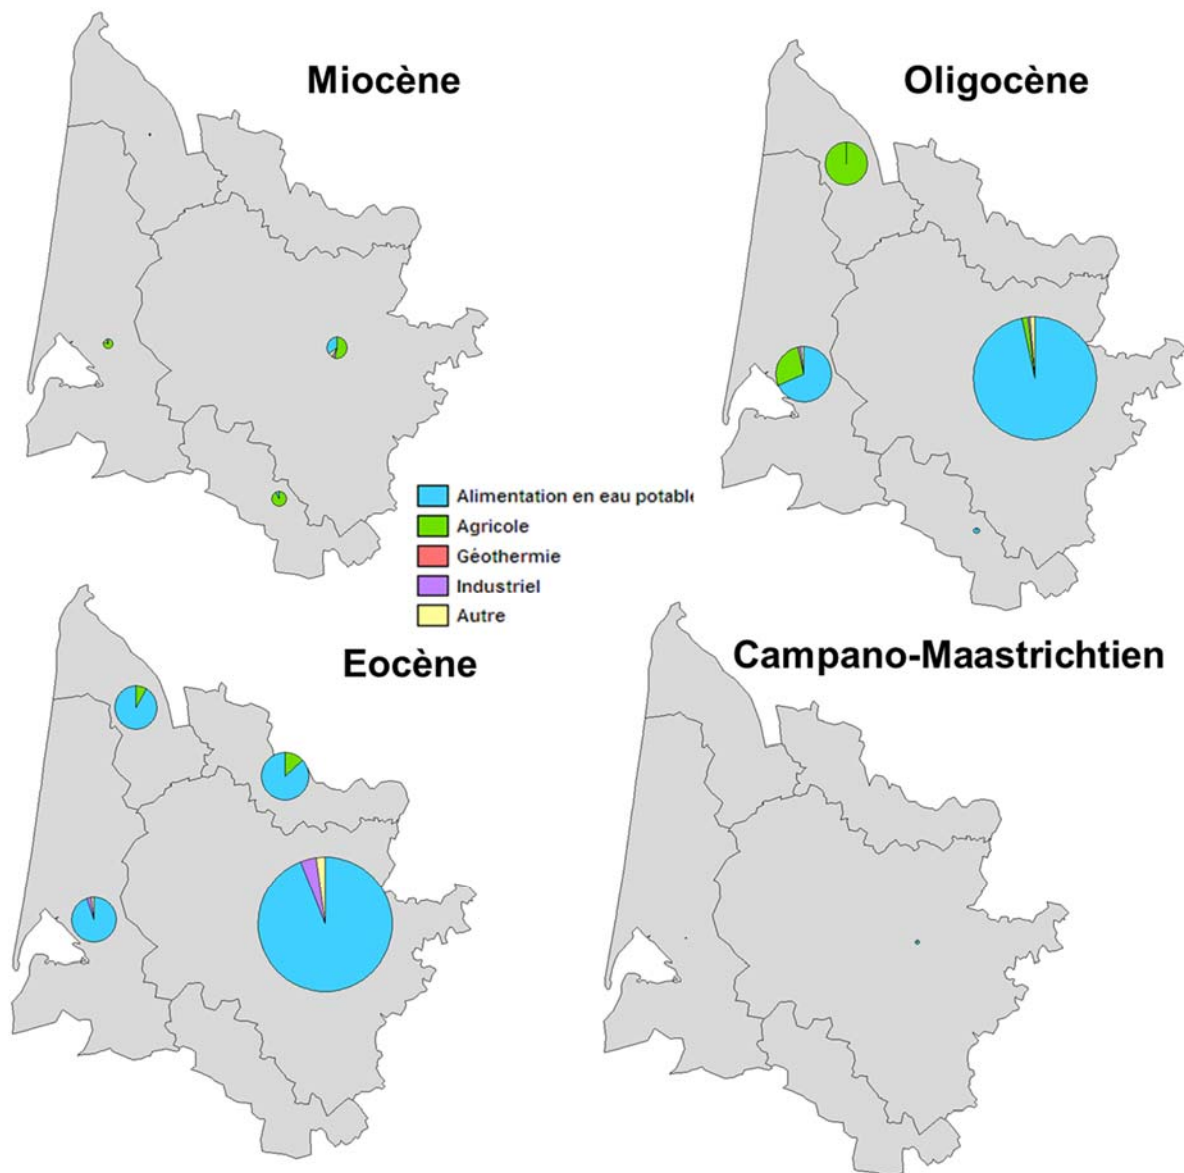 Miocène
Oligocène
Alimentation en eau potable
Agricole
Géothermie
Industriel
Autre
Eocène
Campano-Maastrichtien